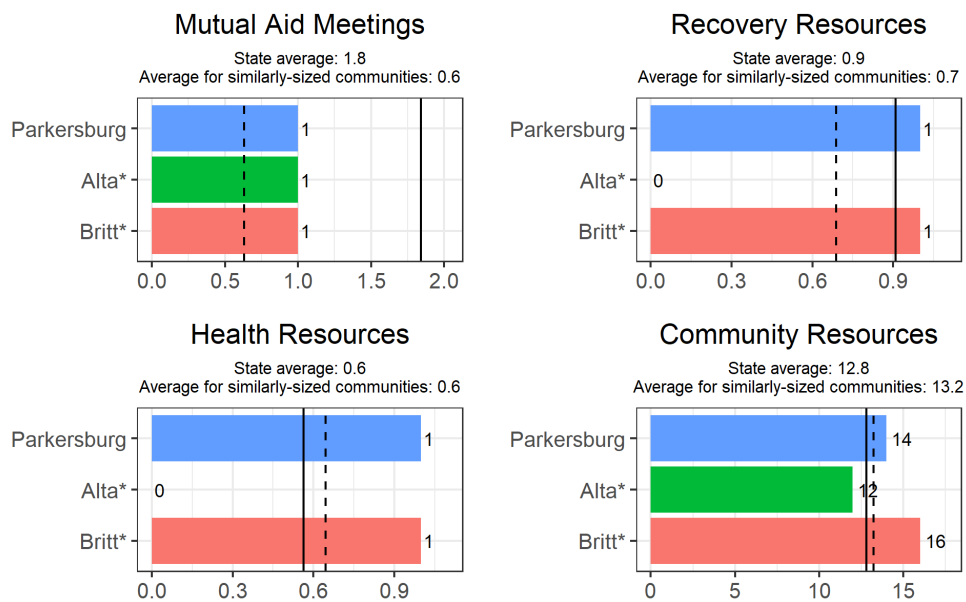 Mutual Aid Meetings
State average: 1.8
Average for similarly-sized communities: 0.6
Parkersburg
1
Alta*
1
Britt*
1
0.0 0.5 1.0 1.5 2.0
Recovery Resources
State average: 0.9
Average for similarly-sized communities: 0.7
Parkersburg
1
Alta*
0
Britt*
1
0.0 0.3 0.6 0.9
Health Resources
State average: 0.6
Average for similarly-sized communities: 0.6
Parkersburg
1
Alta*
0
Britt*
1
0.0 0.3 0.6 0.9
Community Resources
State average: 12.8
Average for similarly-sized communities: 13.2
Parkersburg
14
Alta*
12
Britt*
16
0 5 10 15